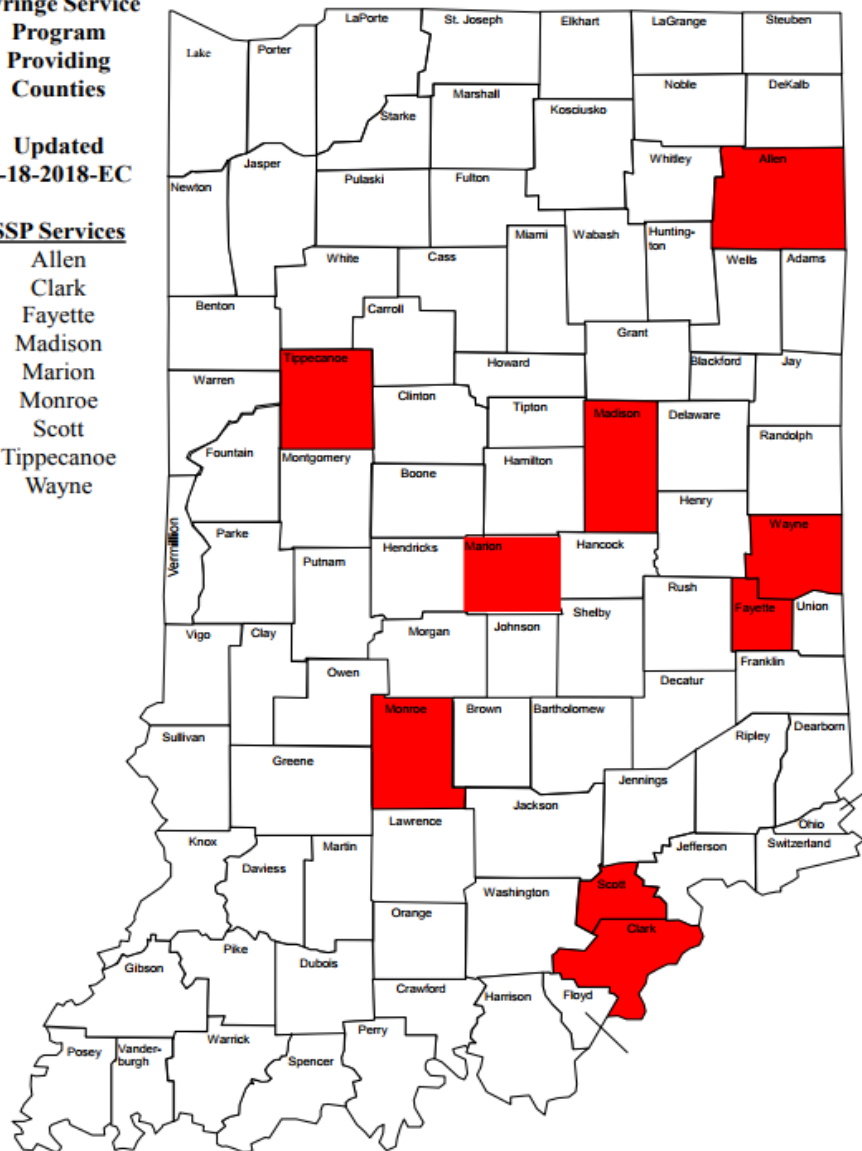 Service
Program
Providing
Counties
Updated
-18-2018-EC
SSP Services
Allen
Clark
Fayette
Madison
Marion
Monroe
Scott
Tippecanoe
Wayne
Lake
Porter
LaPorte
St. Joseph
Elkhart
LaGrange
Steuben
Noble
DeKalb
Starke
Marshall
Kosciusko
Whitley
Allen
Newton
Jasper
Pulaski
Fulton
Miami
Wabash
Hunting-
ton
Wells
Adams
White
Cass
Benton
Carroll
Grant
Blackford
Jay
Tippecanoe
Howard
Warren
Clinton
Tipton
Madison
Delaware
Randolph
Fountain
Montgomery
Boone
Hamilton
Henry
Vermillion
Parke
Putnam
Hendricks
Marion
Hancock
Wayne
Rush
Fayette
Union
Vigo
Clay
Morgan
Johnson
Shelby
Owen
Decatur
Franklin
Monroe
Brown
Bartholomew
Sullivan
Greene
Ripley
Dearborn
Jennings
Jackson
Lawrence
Ohio
Knox
Daviess
Martin
Jefferson
Switzerland
Washington
Scott
Orange
Clark
Gibson
Pike
Dubois
Crawford
Harrison
Floyd
Posey
Vander-
burgh
Warrick
Spencer
Perry